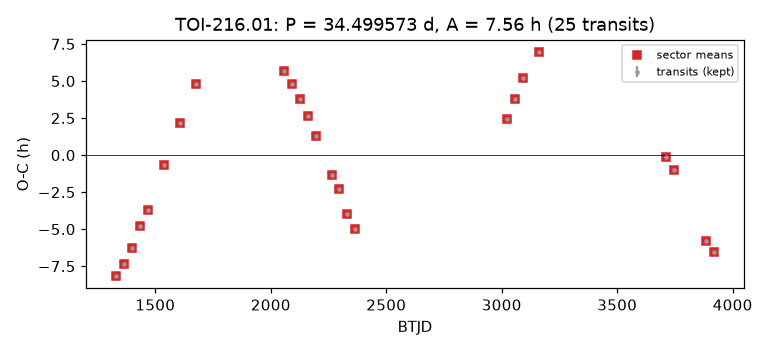 TOI-216.01: P = 34.499573 d, A = 7.56 h (25 transits)
sector means
transits (kept)
O-C (h)
7.5
5.0
2.5
0.0
−2.5
−5.0
−7.5
1500 2000 2500 3000 3500 4000
BTJD